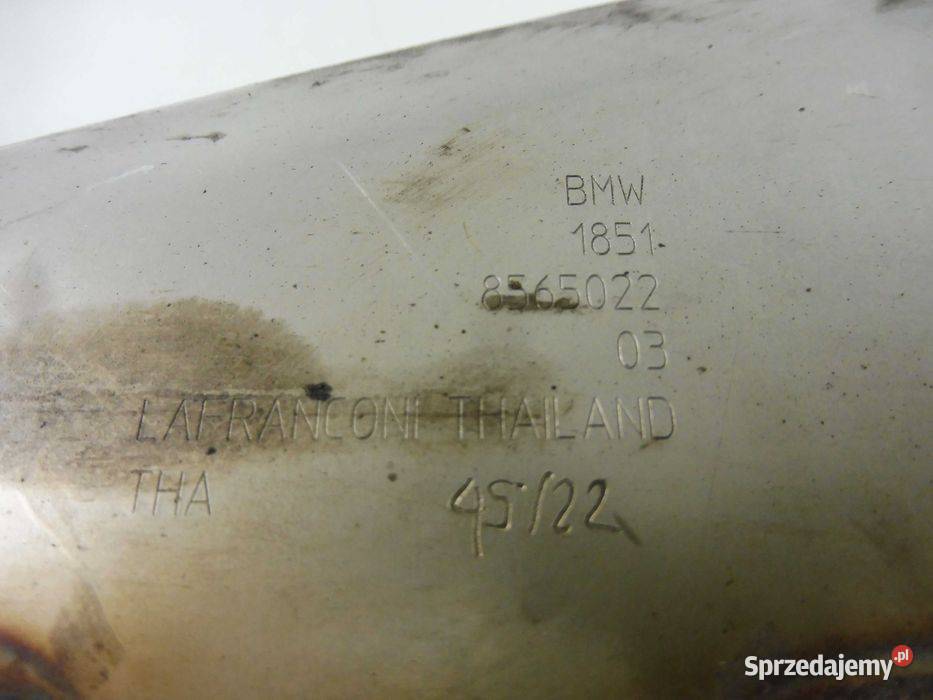 BMW
1851
8565022
03
LAFRANCONI THAILAND
THA 45/22
Sprzedajemy.pl